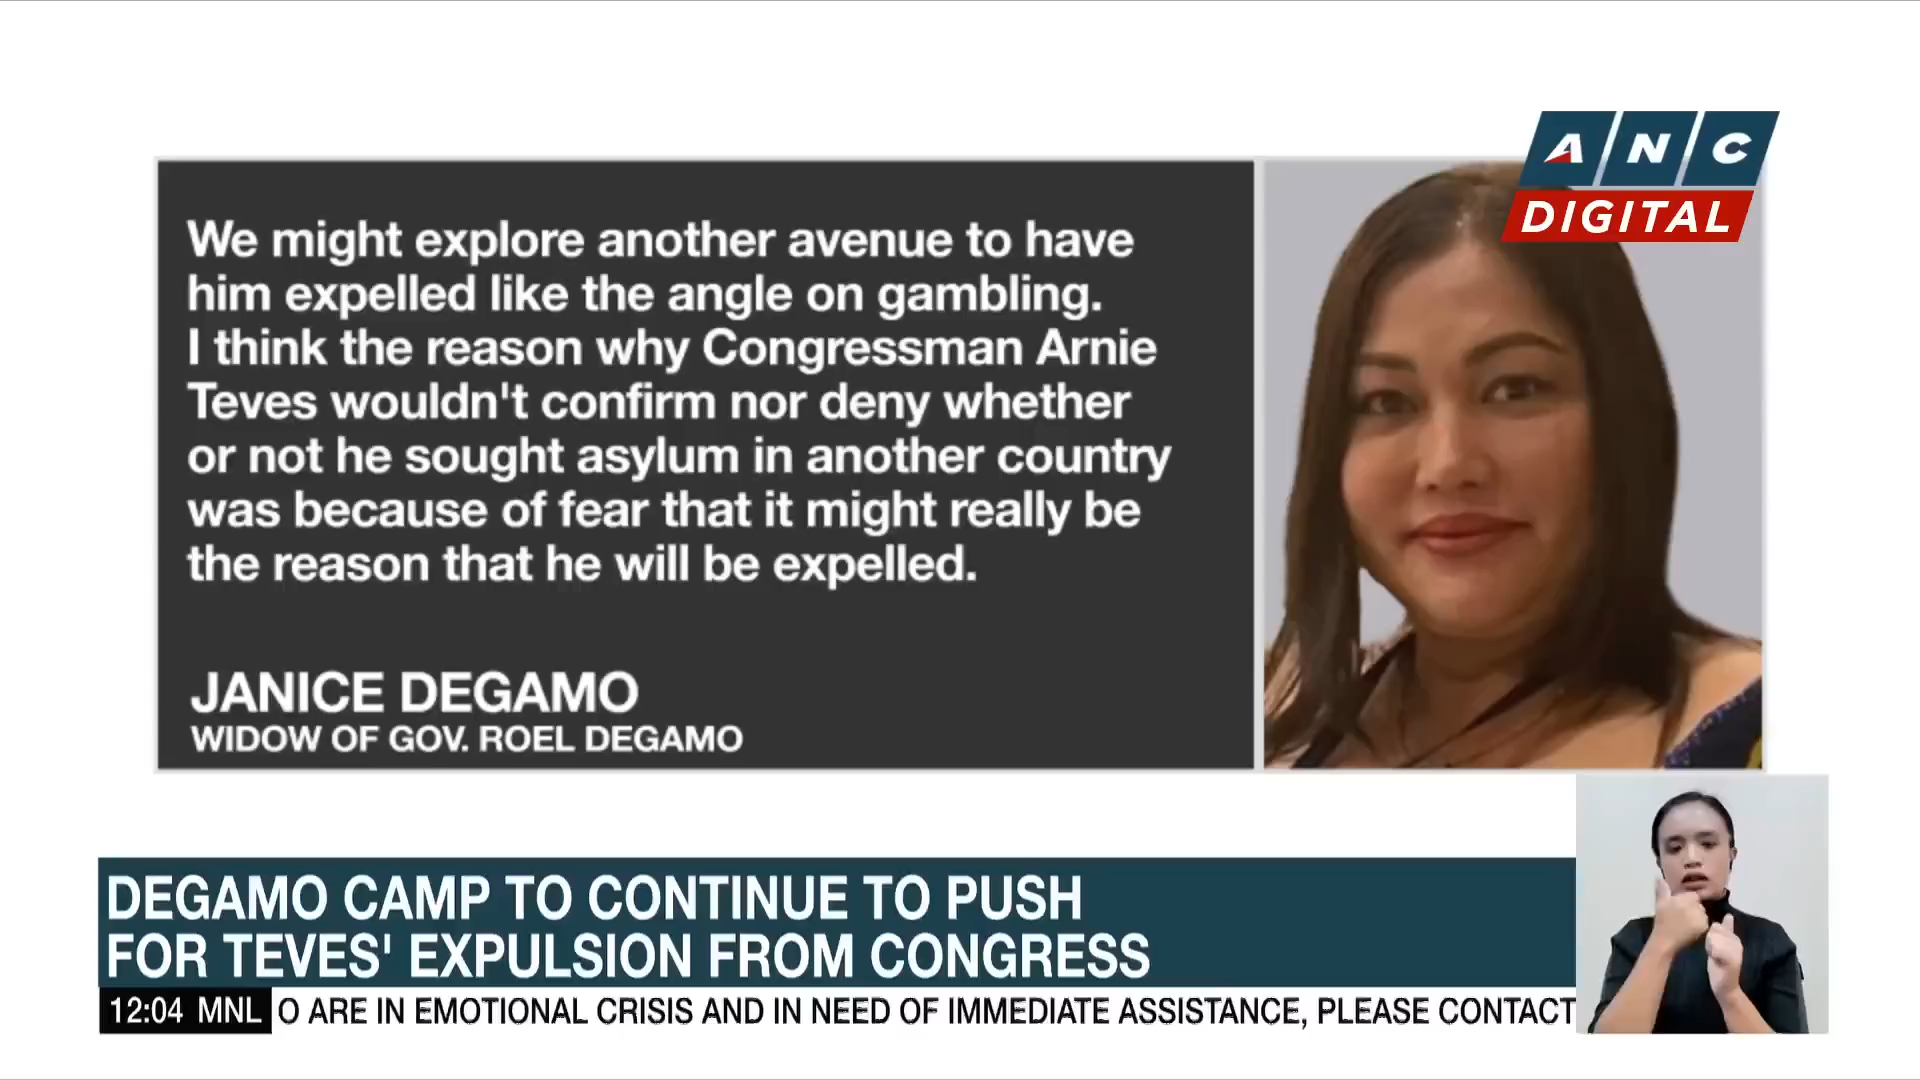 ANC
DIGITAL
We might explore another avenue to have
him expelled like the angle on gambling.
I think the reason why Congressman Arnie
Teves wouldn't confirm nor deny whether
or not he sought asylum in another country
was because of fear that it might really be
the reason that he will be expelled.
JANICE DEGAMO
WIDOW OF GOV. ROEL DEGAMO
DEGAMO CAMP TO CONTINUE TO PUSH
FOR TEVES' EXPULSION FROM CONGRESS
12:04 MNL O ARE IN EMOTIONAL CRISIS AND IN NEED OF IMMEDIATE ASSISTANCE, PLEASE CONTACT